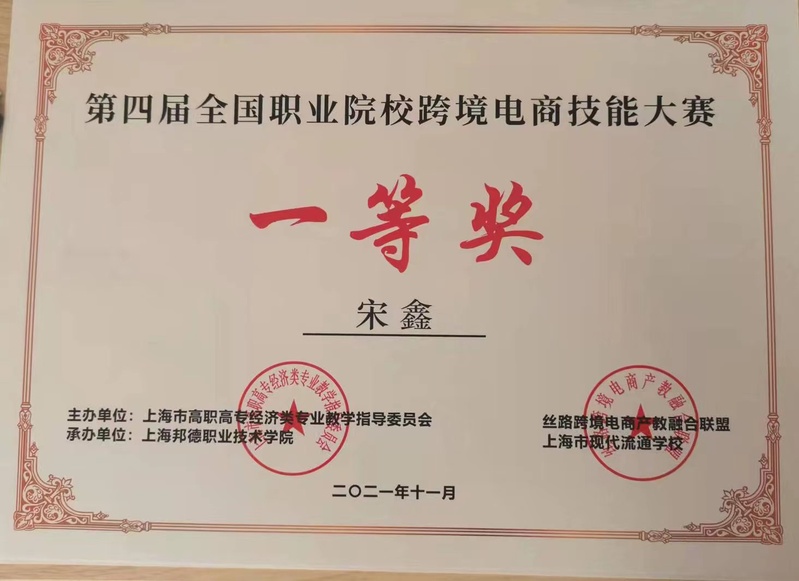 第四届全国职业院校跨境电商技能大赛
一等奖
宋鑫
主办单位：上海市高职高专经济类专业教学指导委员会 丝路跨境电商产教融合联盟
承办单位：上海邦德职业技术学院 上海市现代流通学校
二〇二一年十一月